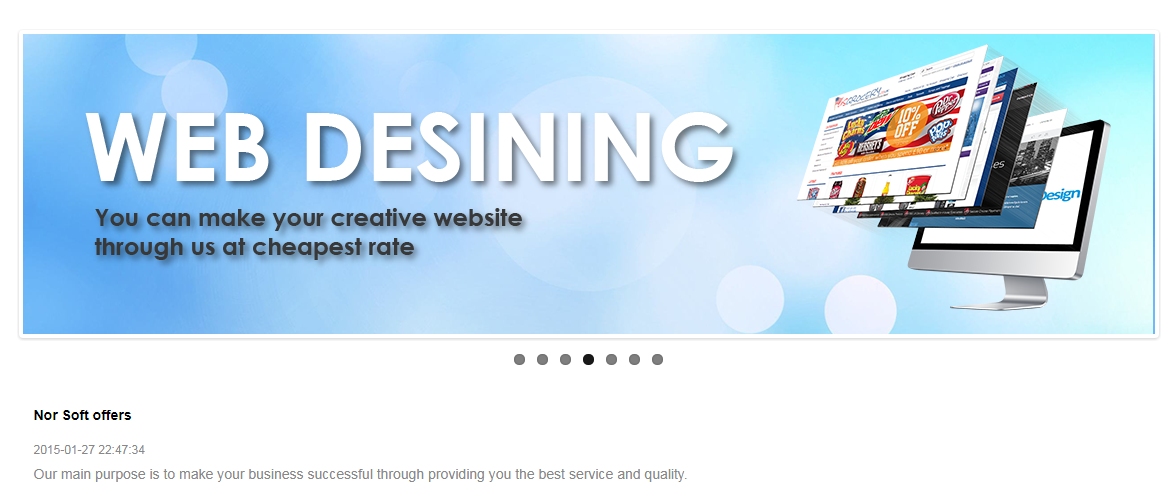 WEB DESINING
You can make your creative website
through us at cheapest rate
10%
OFF
HERSHEY'S
Design
Nor Soft offers
2015-01-27 22:47:34
Our main purpose is to make your business successful through providing you the best service and quality.